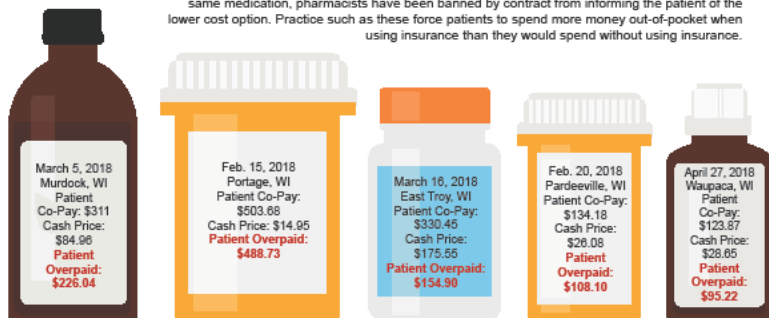 same medication, pharmacists have been banned by contract from informing the patient of the
lower cost option. Practice such as these force patients to spend more money out-of-pocket when
using insurance than they would spend without using insurance.
March 5, 2018
Murdock, WI
Patient
Co-Pay: $311
Cash Price:
$84.96
Patient
Overpaid:
$226.04
Feb. 15, 2018
Portage, WI
Patient Co-Pay:
$503.68
Cash Price: $14.95
Patient Overpaid:
$488.73
March 16, 2018
East Troy, WI
Patient Co-Pay:
$330.45
Cash Price:
$175.55
Patient Overpaid:
$154.90
Feb. 20, 2018
Pardeeville, WI
Patient Co-Pay:
$134.18
Cash Price:
$26.08
Patient
Overpaid:
$108.10
April 27, 2018
Waupaca, WI
Patient
Co-Pay:
$123.87
Cash Price:
$28.65
Patient
Overpaid:
$95.22